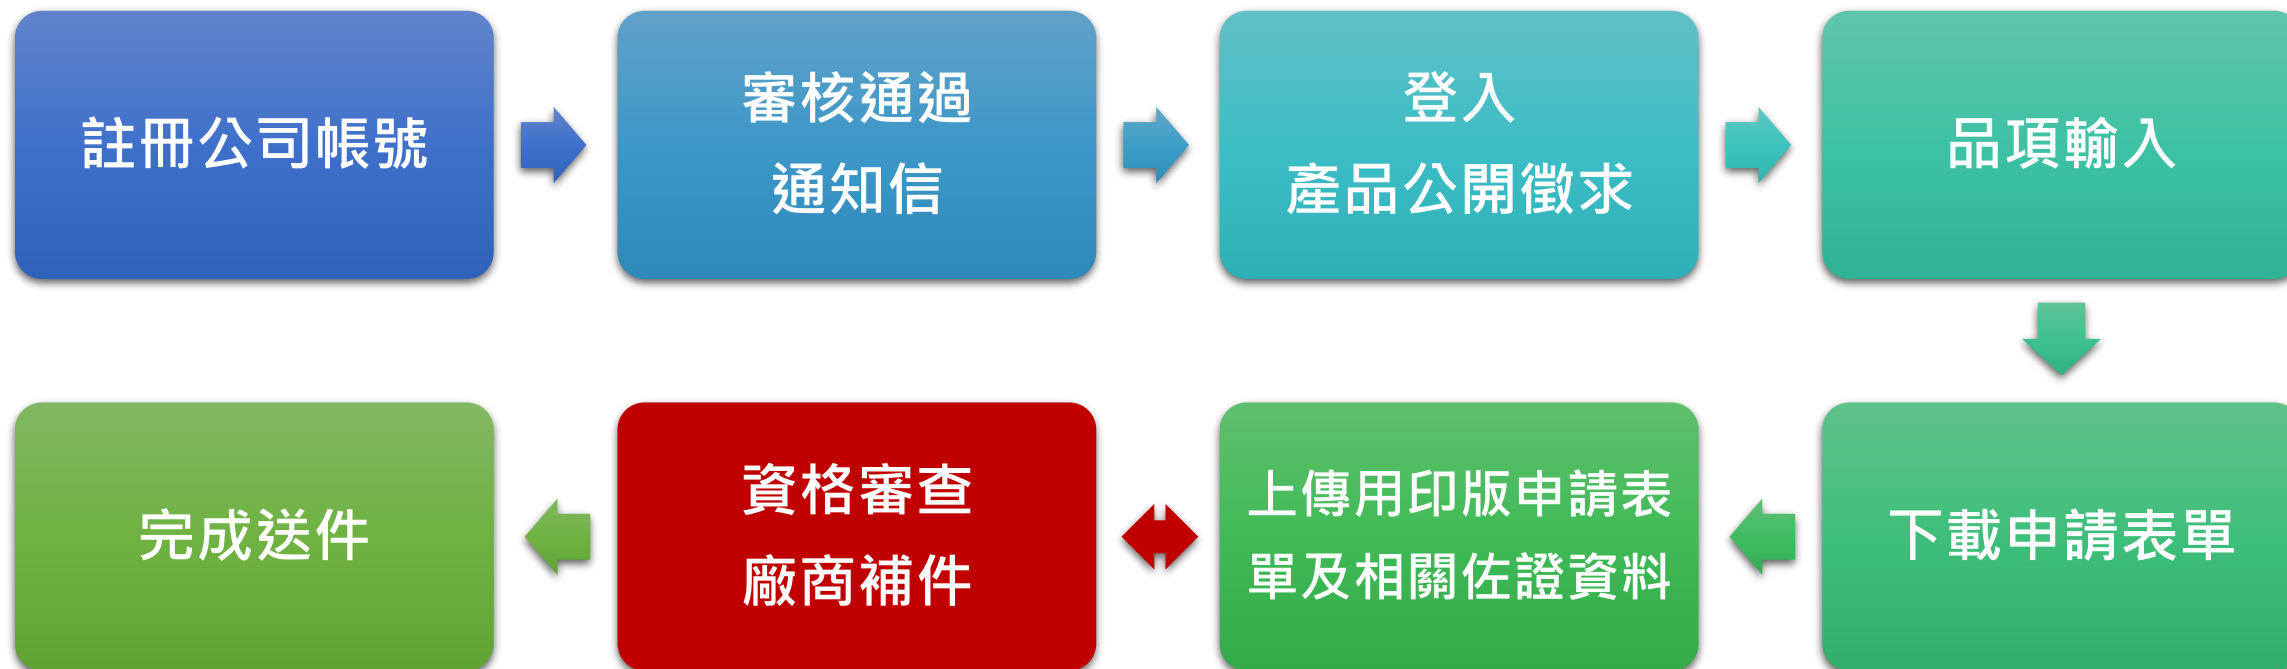 註冊公司帳號
審核通過
通知信
登入
產品公開徵求
品項輸入
下載申請表單
上傳用印版申請表
單及相關佐證資料
資格審查
廠商補件
完成送件